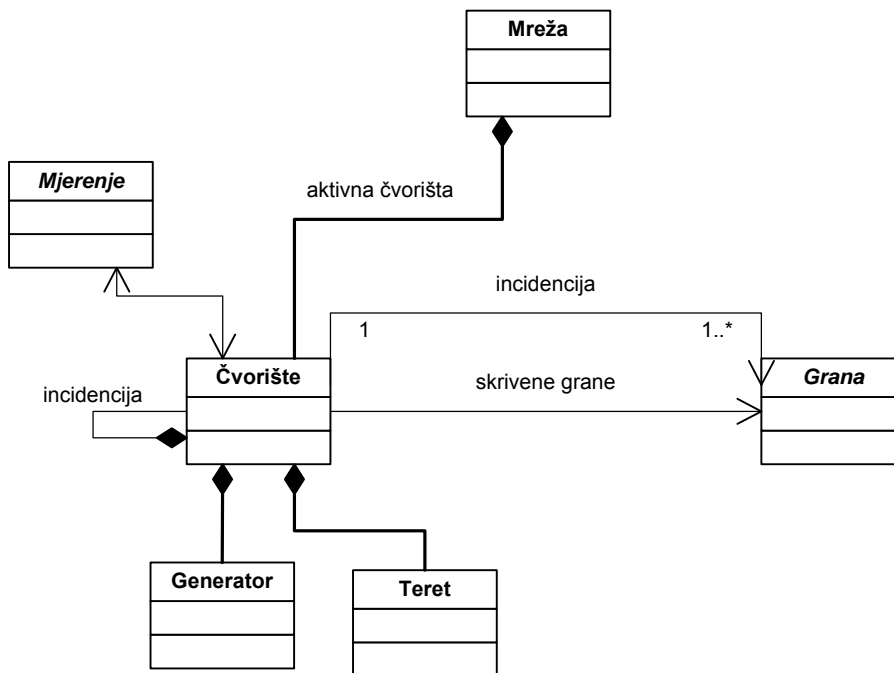 Mreža
Mjerenje
aktivna čvorišta
incidencija
1
1..*
Čvorište
skrivene grane
Grana
incidencija
Generator
Teret